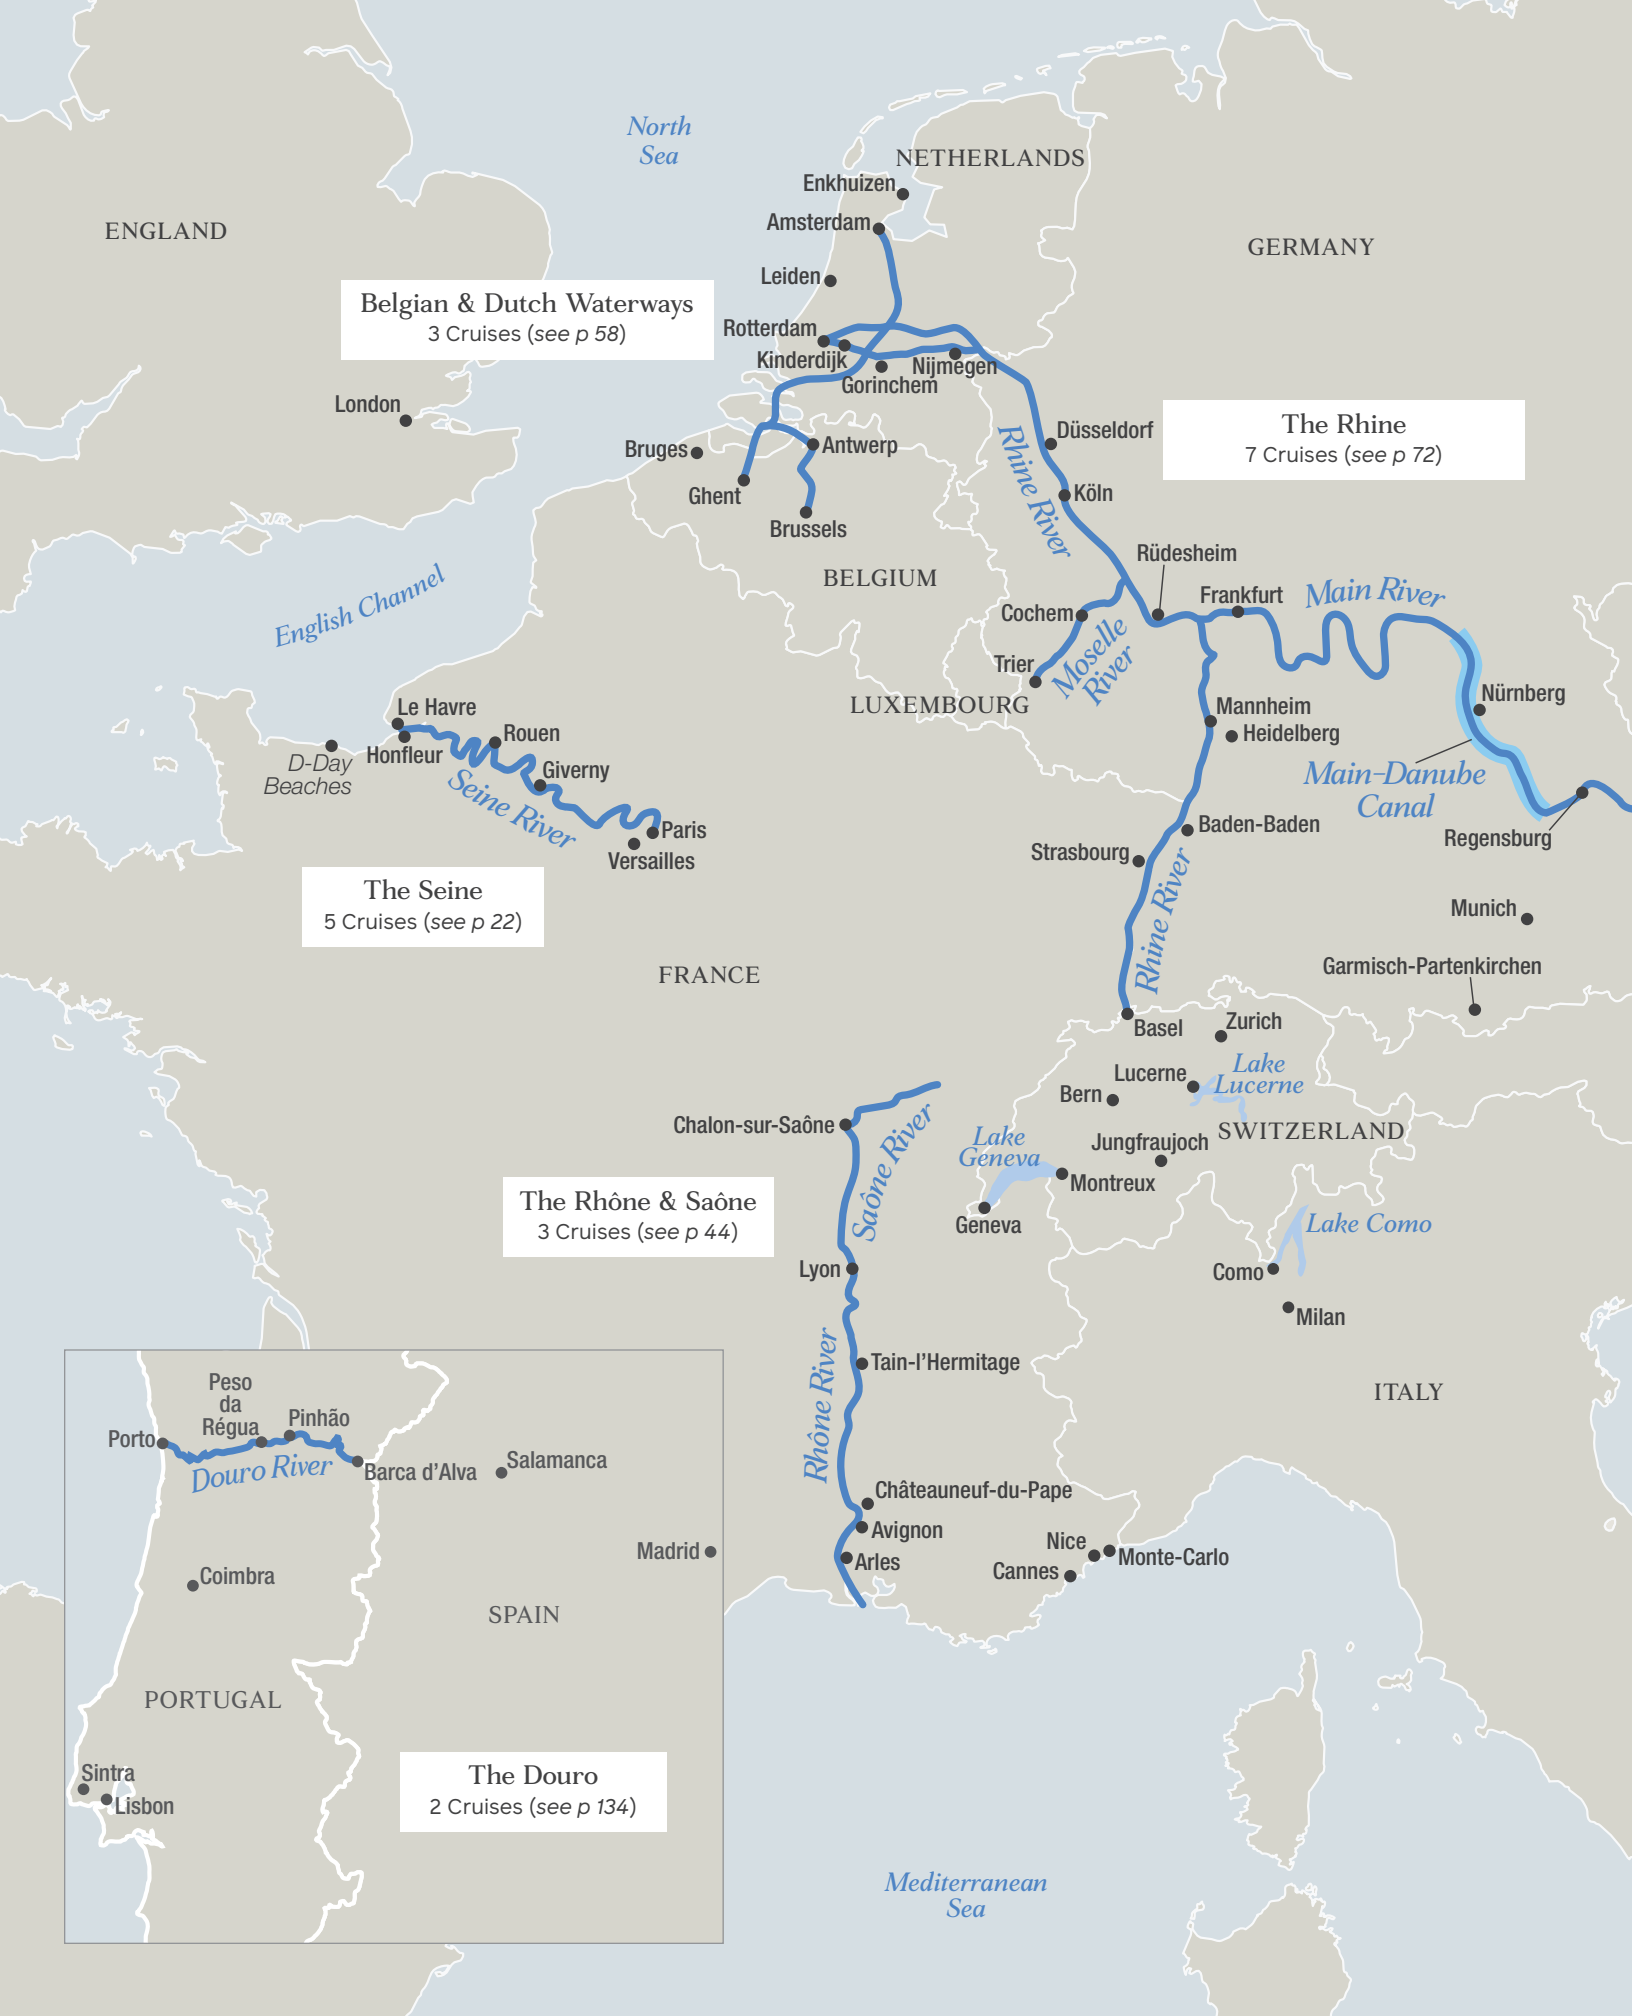 North
Sea
NETHERLANDS
Enkhuizen
Amsterdam
ENGLAND
GERMANY
Leiden
Belgian & Dutch Waterways
3 Cruises (see p 58)
Rotterdam
Kinderdijk
Nijmegen
Gorinchem
London
The Rhine
7 Cruises (see p 72)
Düsseldorf
Bruges
Antwerp
Rhine River
Köln
Ghent
Brussels
Rüdesheim
BELGIUM
English Channel
Frankfurt
Main River
Cochem
Moselle
River
Trier
LUXEMBOURG
Nürnberg
Le Havre
Mannheim
Rouen
Heidelberg
Honfleur
D-Day
Beaches
Giverny
Main-Danube
Canal
Seine River
Paris
Baden-Baden
Regensburg
Strasbourg
Versailles
The Seine
5 Cruises (see p 22)
Rhine River
Munich
Garmisch-Partenkirchen
FRANCE
Basel
Zurich
Lake
Lucerne
Lucerne
Bern
Chalon-sur-Saône
Saône River
Lake
Geneva
Jungfraujoch
SWITZERLAND
Montreux
The Rhône & Saône
3 Cruises (see p 44)
Geneva
Lake Como
Lyon
Como
Milan
Rhône River
Tain-l'Hermitage
ITALY
Peso
da
Régua
Pinhão
Porto
Douro River
Barca d'Alva
Salamanca
Châteauneuf-du-Pape
Avignon
Nice
Monte-Carlo
Madrid
Arles
Cannes
Coimbra
SPAIN
PORTUGAL
Sintra
Lisbon
The Douro
2 Cruises (see p 134)
Mediterranean
Sea